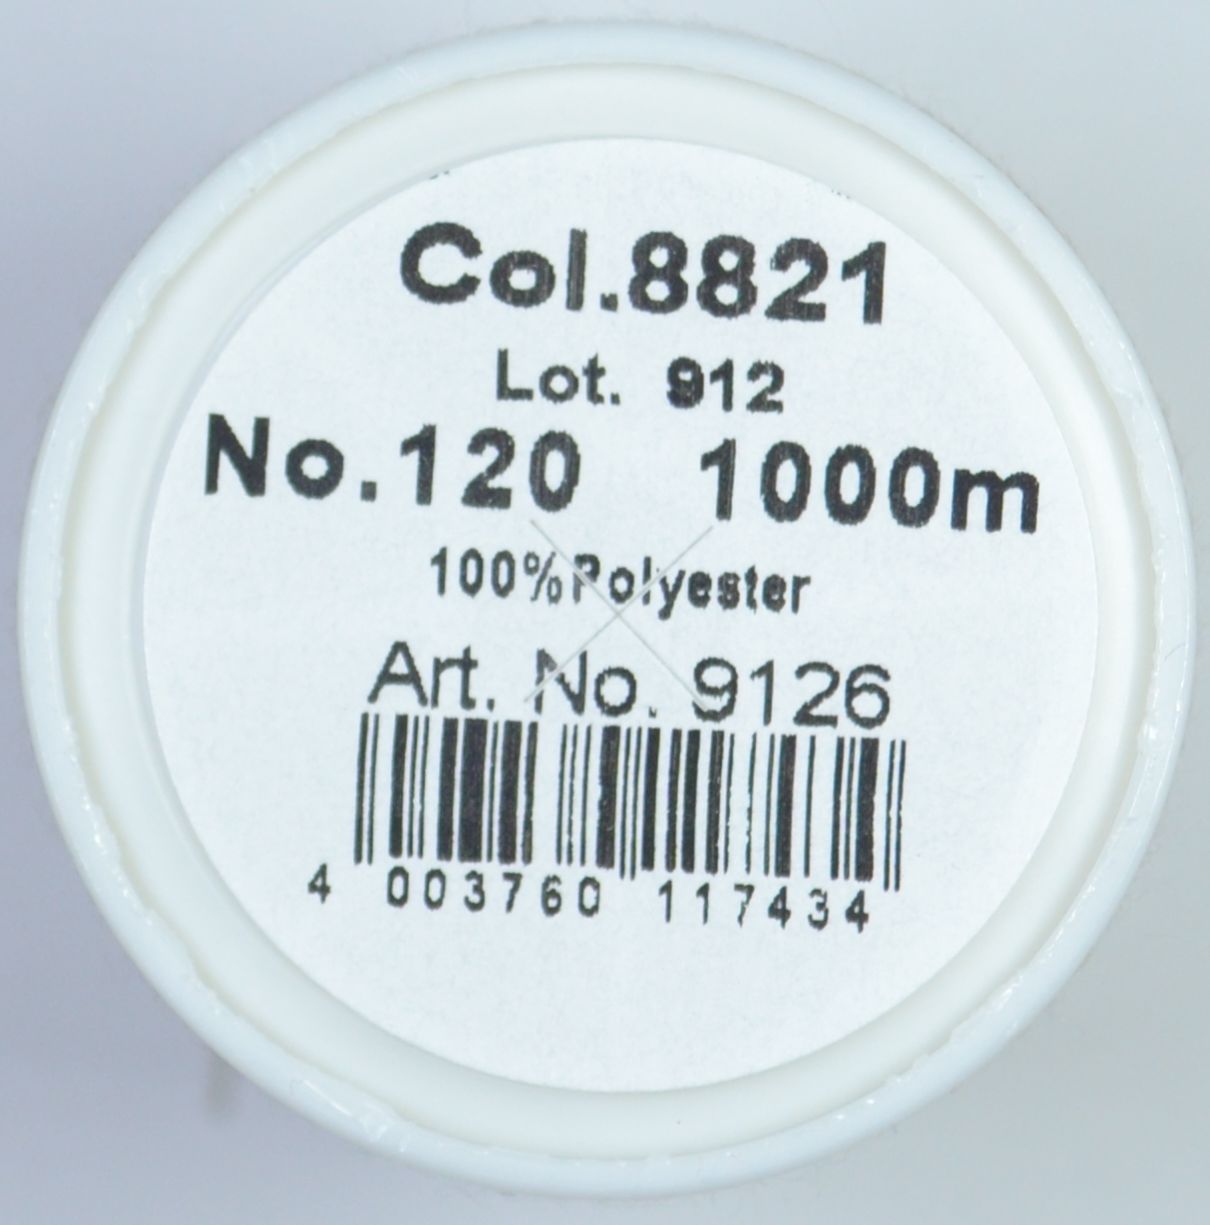 Col.8821
Lot. 912
No.120 1000m
100%Polyester
Art. No. 9126
4 003760 117434